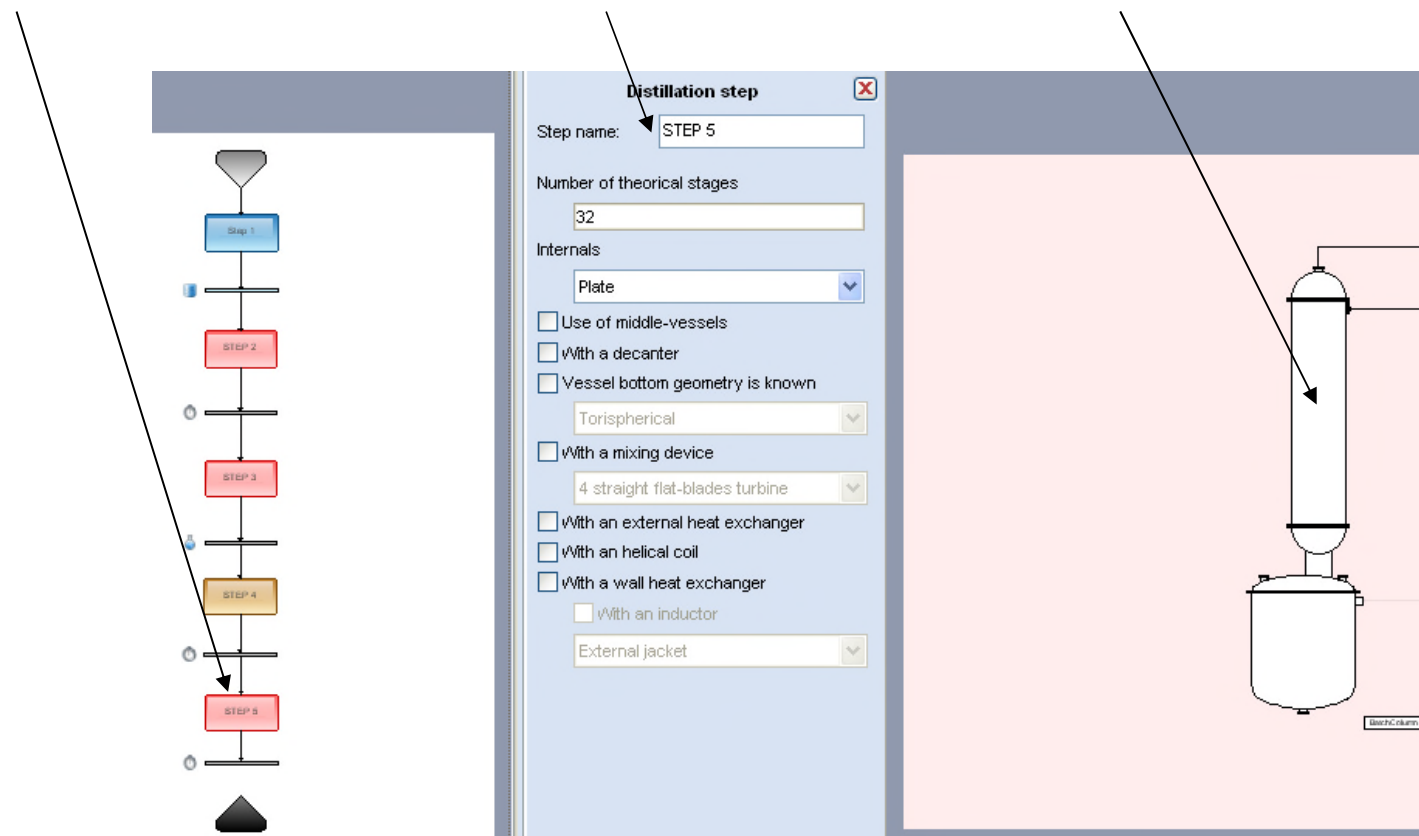 Step 1
STEP 2
STEP 3
STEP 4
STEP 5
Distillation step
Step name:
STEP 5
Number of theorical stages
32
Internals
Plate
Use of middle-vessels
With a decanter
Vessel bottom geometry is known
Torispherical
With a mixing device
4 straight flat-blades turbine
With an external heat exchanger
With an helical coil
With a wall heat exchanger
With an inductor
External jacket
BatchColumn